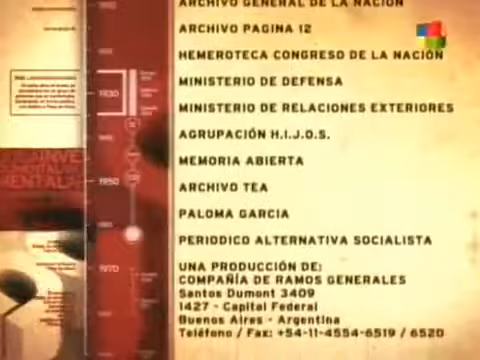 ARCHIVO GENERAL DE LA NACION
ARCHIVO PAGINA 12
HEMEROTECA CONGRESO DE LA NACIÓN
MINISTERIO DE DEFENSA
MINISTERIO DE RELACIONES EXTERIORES
AGRUPACIÓN H.I.J.O.S.
MEMORIA ABIERTA
ARCHIVO TEA
PALOMA GARCIA
PERIODICO ALTERNATIVA SOCIALISTA
UNA PRODUCCIÓN DE:
COMPAÑÍA DE RAMOS GENERALES
Santos Dumont 3409
1427 - Capital Federal
Buenos Aires - Argentina
Teléfono / Fax: +54-11-4554-6519 / 6520
1930
1950
1970